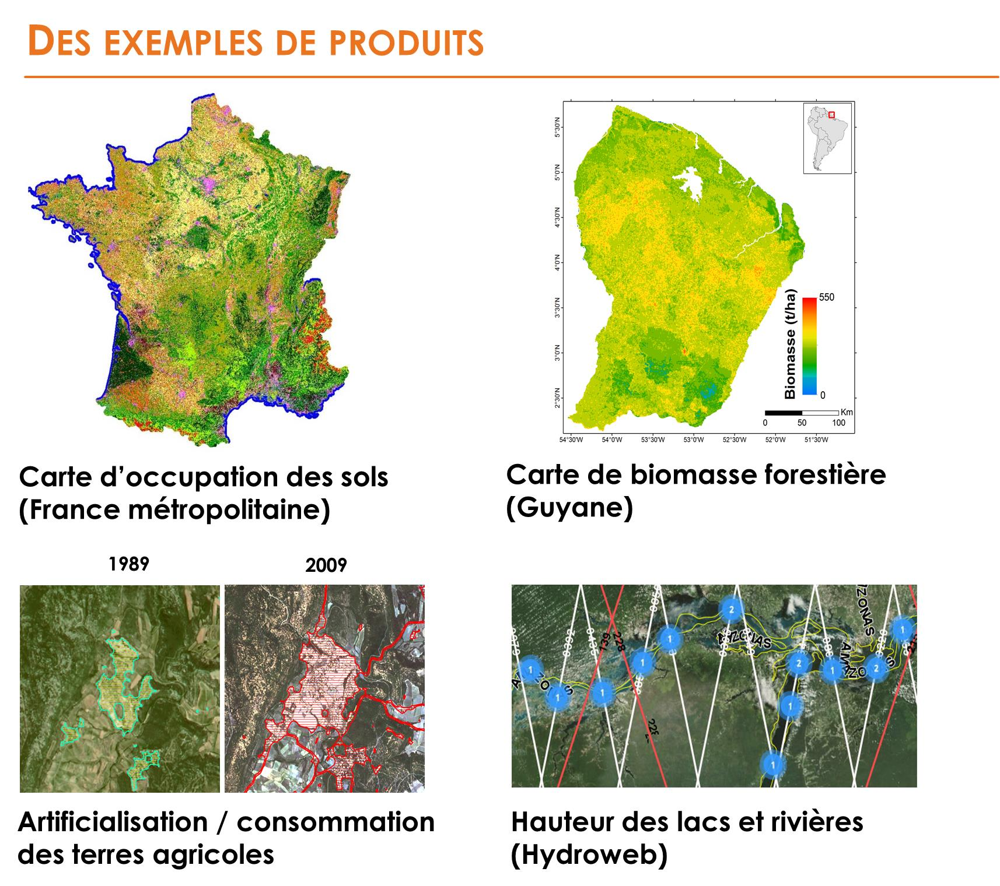 DES EXEMPLES DE PRODUITS
5°30'N
5°0'N
4°30'N
4°0'N
3°30'N
3°0'N
2°30'N
Biomasse (t/ha)
550
0
Km
0 50 100
54°30'W 54°0'W 53°30'W 53°0'W 52°30'W 52°0'W 51°30'W
Carte d’occupation des sols
(France métropolitaine)
Carte de biomasse forestière
(Guyane)
1989 2009
139
228
1
1
1
1
1
2
2
1
1
1
2
1
Artificialisation / consommation
des terres agricoles
Hauteur des lacs et rivières
(Hydroweb)